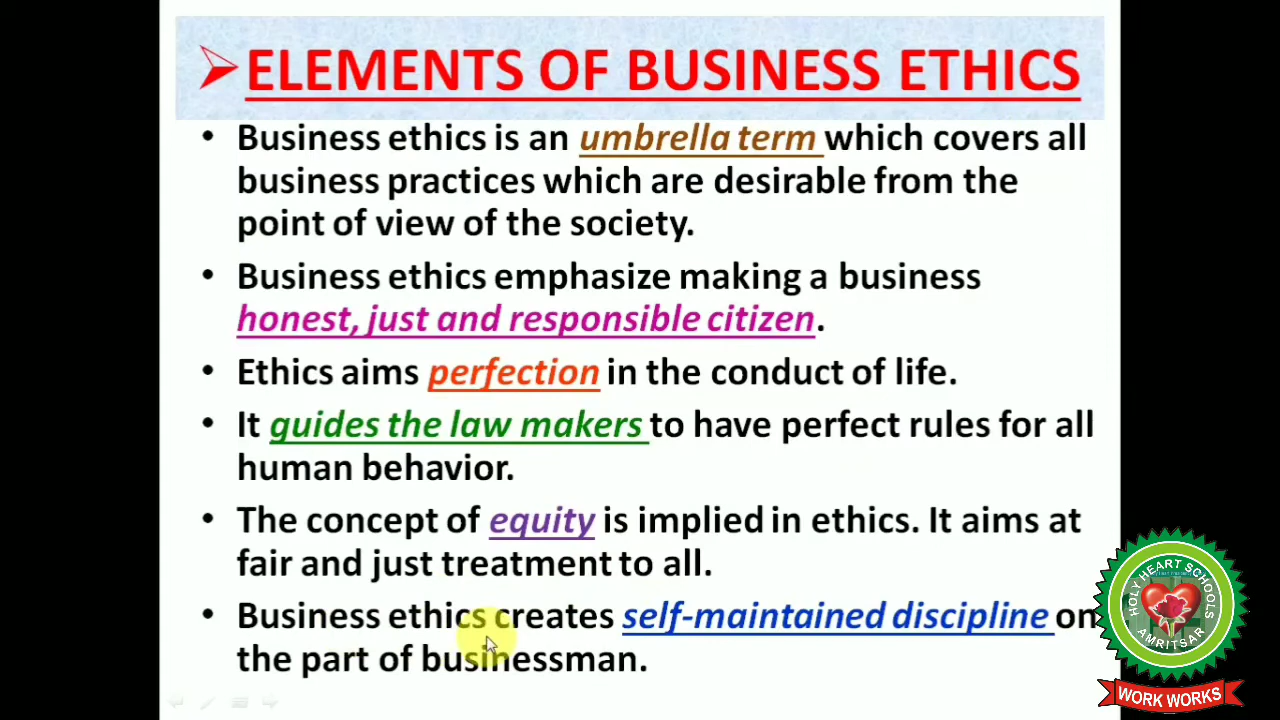 ELEMENTS OF BUSINESS ETHICS
• Business ethics is an umbrella term which covers all
business practices which are desirable from the
point of view of the society.
• Business ethics emphasize making a business
honest, just and responsible citizen.
• Ethics aims perfection in the conduct of life.
• It guides the law makers to have perfect rules for all
human behavior.
• The concept of equity is implied in ethics. It aims at
fair and just treatment to all.
• Business ethics creates self-maintained discipline on
the part of businessman.
HOLY HEART SCHOOLS
AMRITSAR
WORK WORKS